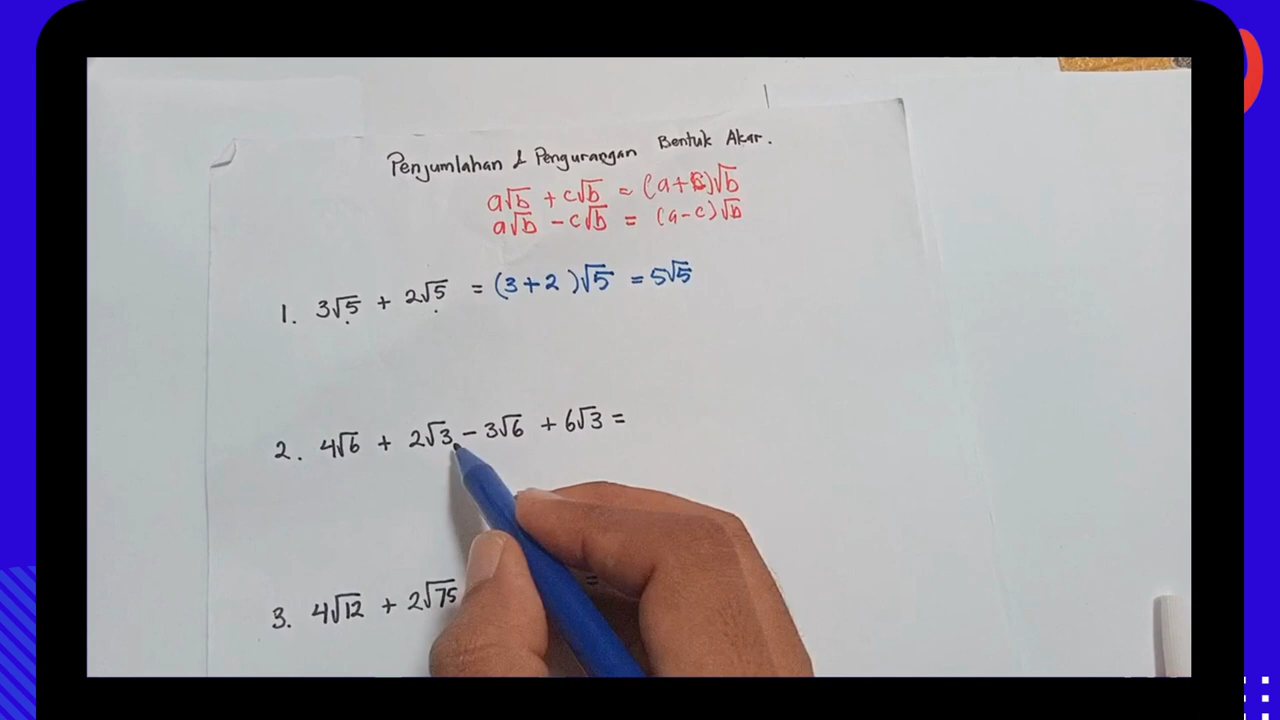 Penjumlahan & Pengurangan Bentuk Akar.
a√b + c√b = (a+c)√b
a√b - c√b = (a-c)√b
1. 3√5 + 2√5 = (3+2)√5 = 5√5
2. 4√6 + 2√3 - 3√6 + 6√3 =
3. 4√12 + 2√75 =